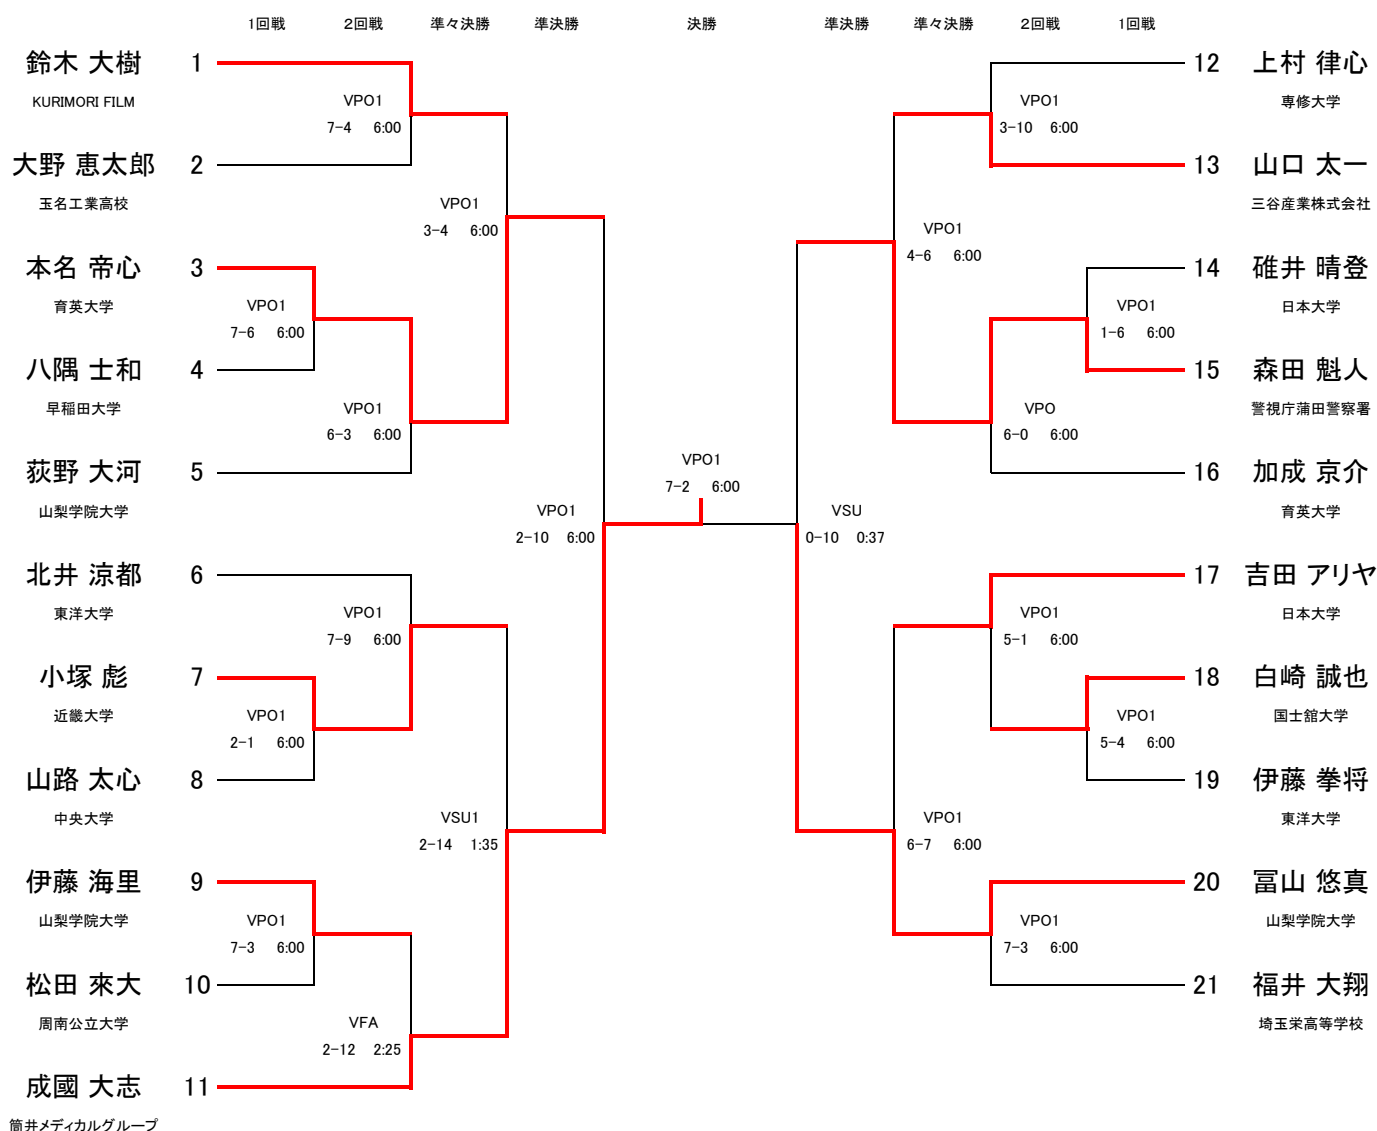 1回戦 2回戦 準々決勝 準決勝 決勝 準決勝 準々決勝 2回戦 1回戦
鈴木 大樹 1
KURIMORI FILM
VPO1
7-4 6:00
大野 恵太郎 2
玉名工業高校
VPO1
3-4 6:00
本名 帝心 3
育英大学
VPO1
7-6 6:00
八隅 士和 4
早稲田大学
VPO1
6-3 6:00
荻野 大河 5
山梨学院大学
VPO1
2-10 6:00
北井 涼都 6
東洋大学
VPO1
7-9 6:00
小塚 彪 7
近畿大学
VPO1
2-1 6:00
山路 太心 8
中央大学
VSU1
2-14 1:35
伊藤 海里 9
山梨学院大学
VPO1
7-3 6:00
松田 來大 10
周南公立大学
VFA
2-12 2:25
成國 大志 11
筒井メディカルグループ
VPO1
7-2 6:00
12 上村 律心
専修大学
VPO1
3-10 6:00
13 山口 太一
三谷産業株式会社
VPO1
4-6 6:00
14 碓井 晴登
日本大学
VPO1
1-6 6:00
15 森田 魁人
警視庁蒲田警察署
VPO
6-0 6:00
16 加成 京介
育英大学
VSU
0-10 0:37
17 吉田 アリヤ
日本大学
VPO1
5-1 6:00
18 白崎 誠也
国士舘大学
VPO1
5-4 6:00
19 伊藤 拳将
東洋大学
VPO1
6-7 6:00
20 冨山 悠真
山梨学院大学
VPO1
7-3 6:00
21 福井 大翔
埼玉栄高等学校